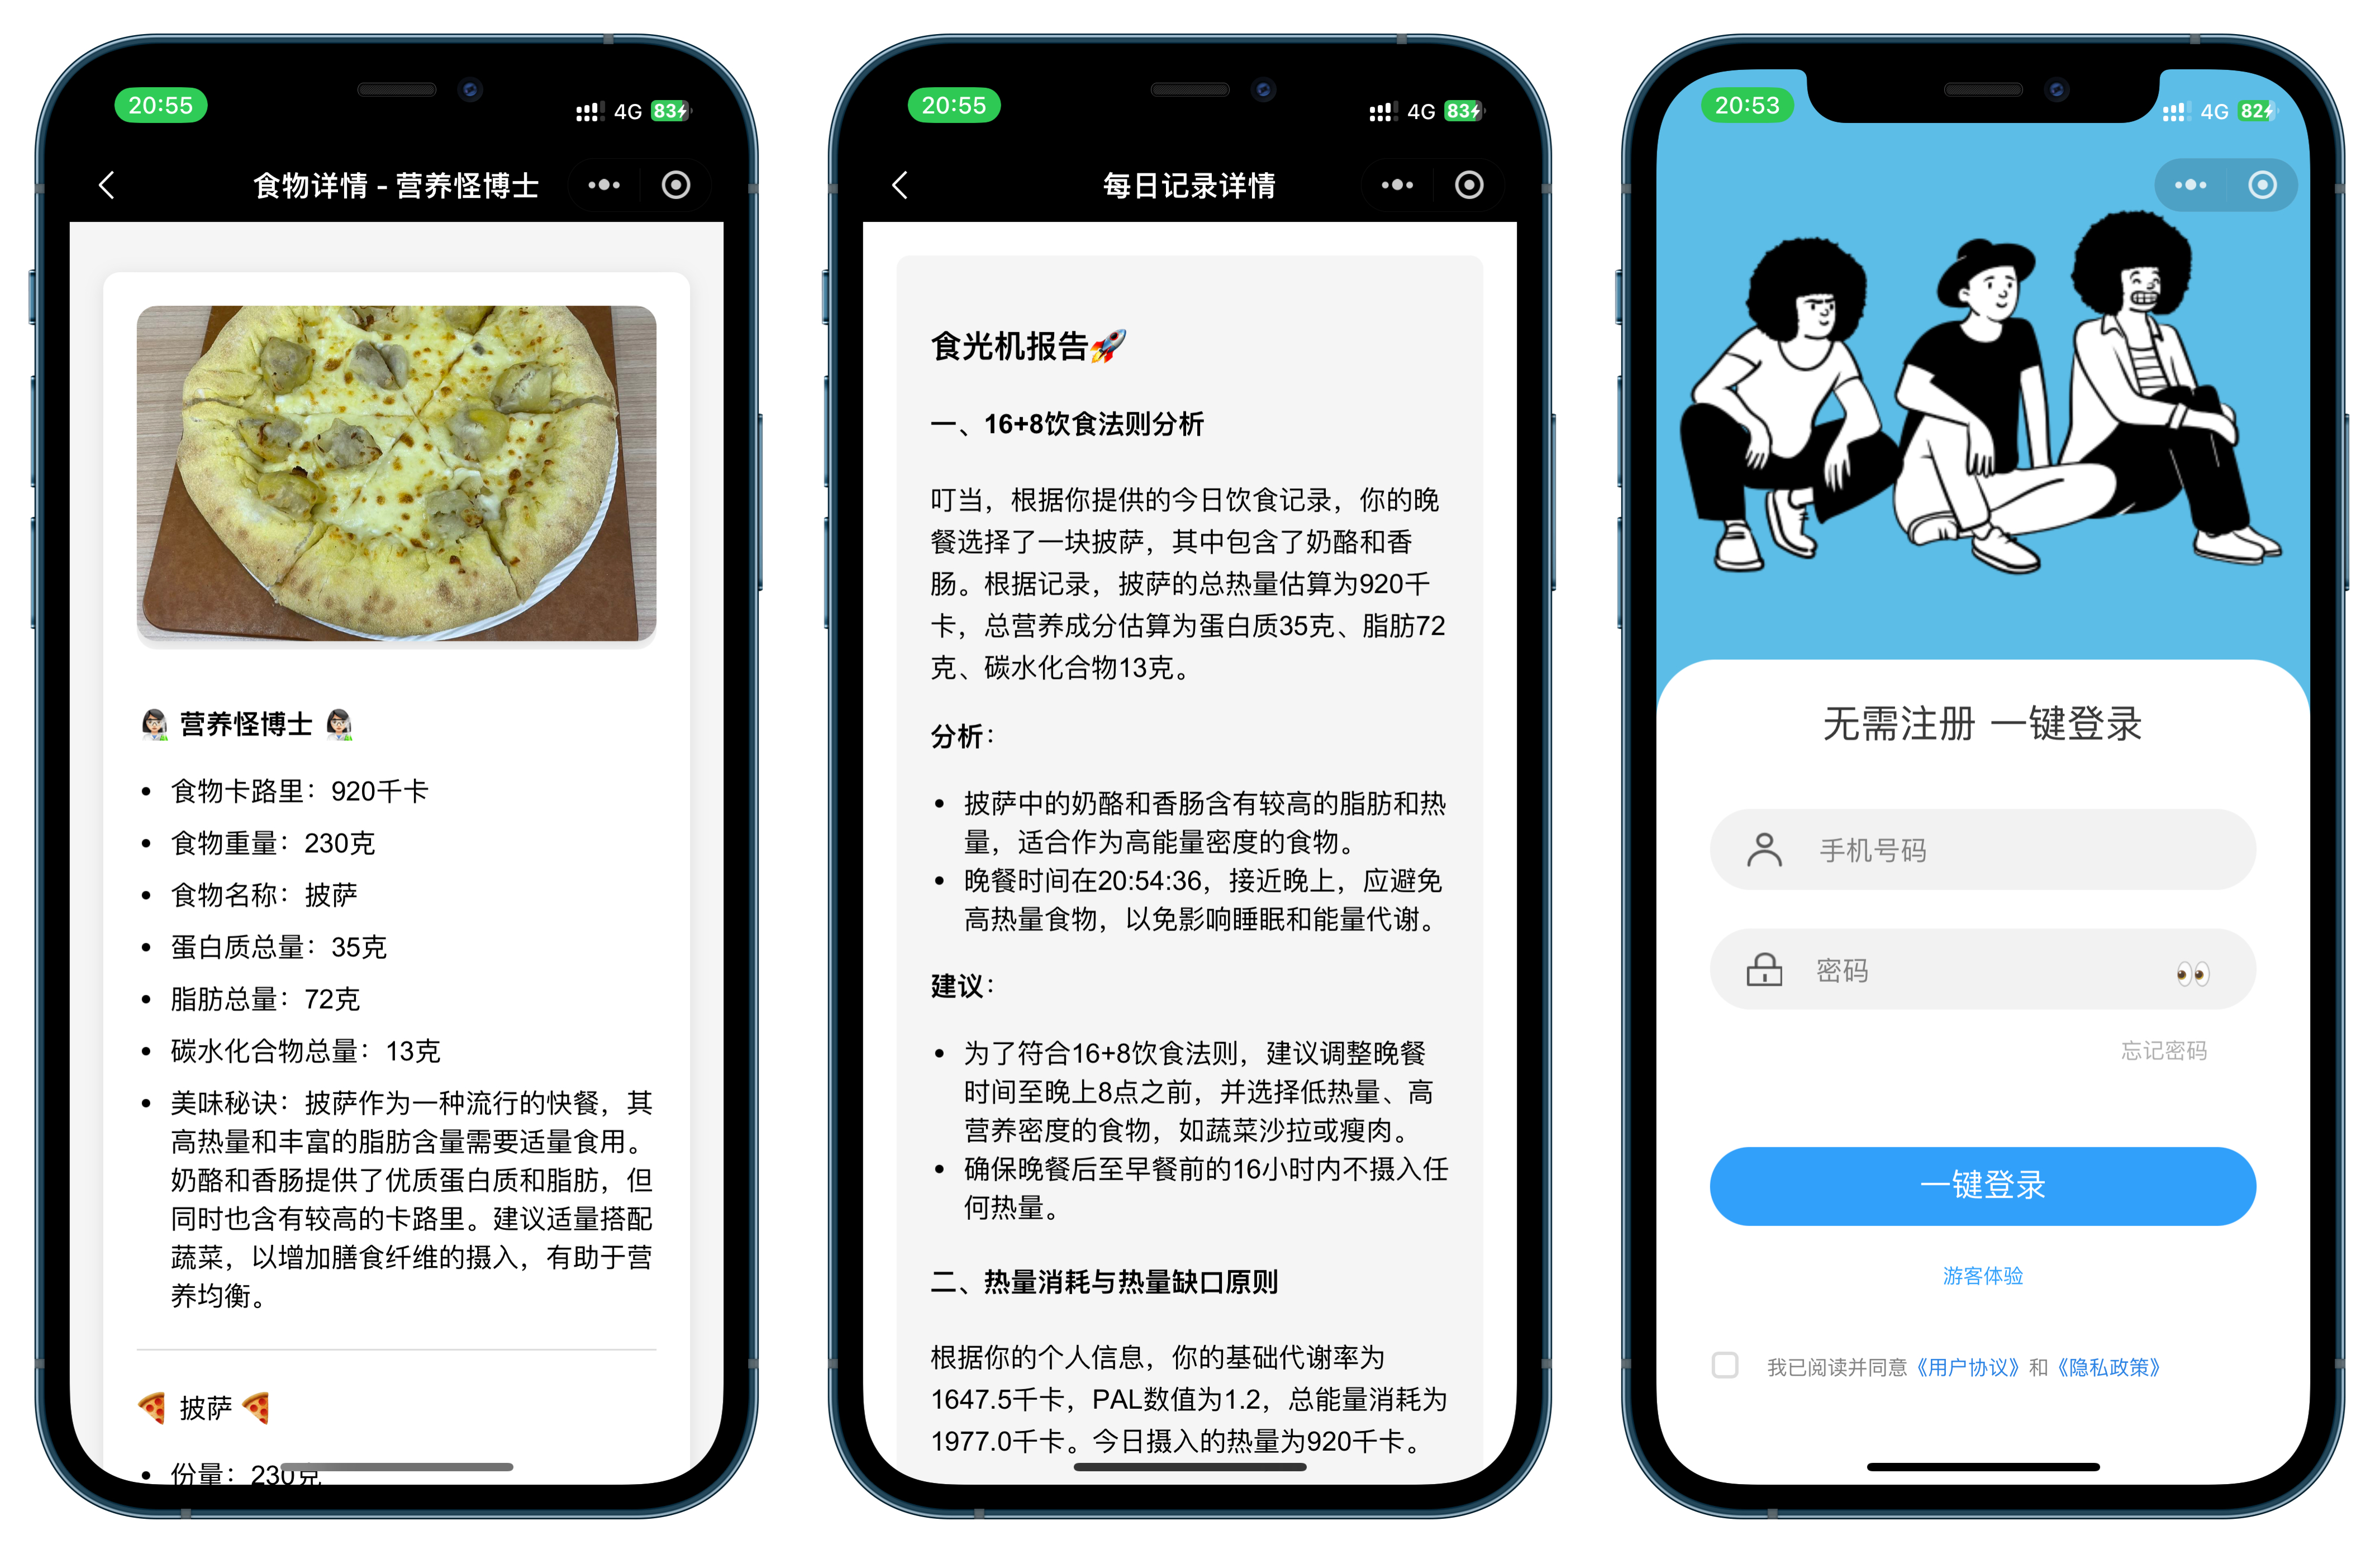 20:55
4G 83
食物详情 - 营养怪博士
营养怪博士
食物卡路里：920千卡
食物重量：230克
食物名称：披萨
蛋白质总量：35克
脂肪总量：72克
碳水化合物总量：13克
美味秘诀：披萨作为一种流行的快餐，其
高热量和丰富的脂肪含量需要适量食用。
奶酪和香肠提供了优质蛋白质和脂肪，但
同时也含有较高的卡路里。建议适量搭配
蔬菜，以增加膳食纤维的摄入，有助于营
养均衡。
披萨
份量：230克
20:55
4G 83
每日记录详情
食光机报告🚀
一、16+8饮食法则分析
叮当，根据你提供的今日饮食记录，你的晚
餐选择了一块披萨，其中包含了奶酪和香
肠。根据记录，披萨的总热量估算为920千
卡，总营养成分估算为蛋白质35克、脂肪72
克、碳水化合物13克。
分析：
披萨中的奶酪和香肠含有较高的脂肪和热
量，适合作为高能量密度的食物。
晚餐时间在20:54:36，接近晚上，应避免
高热量食物，以免影响睡眠和能量代谢。
建议：
为了符合16+8饮食法则，建议调整晚餐
时间至晚上8点之前，并选择低热量、高
营养密度的食物，如蔬菜沙拉或瘦肉。
确保晚餐后至早餐前的16小时内不摄入任
何热量。
二、热量消耗与热量缺口原则
根据你的个人信息，你的基础代谢率为
1647.5千卡，PAL数值为1.2，总能量消耗为
1977.0千卡。今日摄入的热量为920千卡。
20:53
4G 82
无需注册 一键登录
手机号码
密码
忘记密码
一键登录
游客体验
我已阅读并同意《用户协议》和《隐私政策》